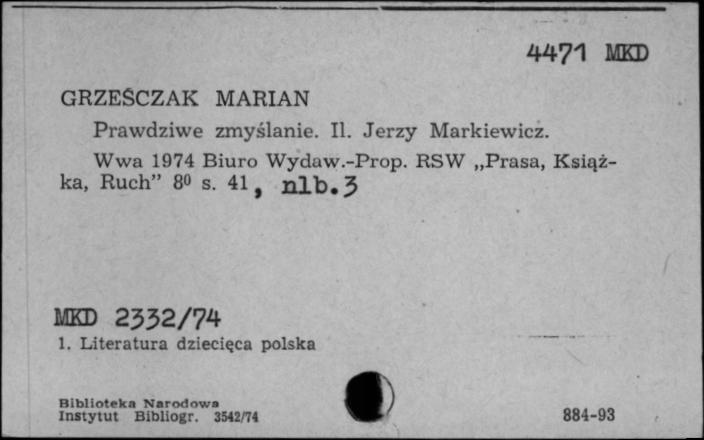 4471 MKD
GRZEŚCZAK MARIAN
Prawdziwe zmyślanie. Il. Jerzy Markiewicz.
Wwa 1974 Biuro Wydaw.-Prop. RSW „Prasa, Książ-
ka, Ruch” 8⁰ s. 41, nlb.3
MKD 2332/74
1. Literatura dziecięca polska
Biblioteka Narodowa
Instytut Bibliogr. 3542/74
884-93